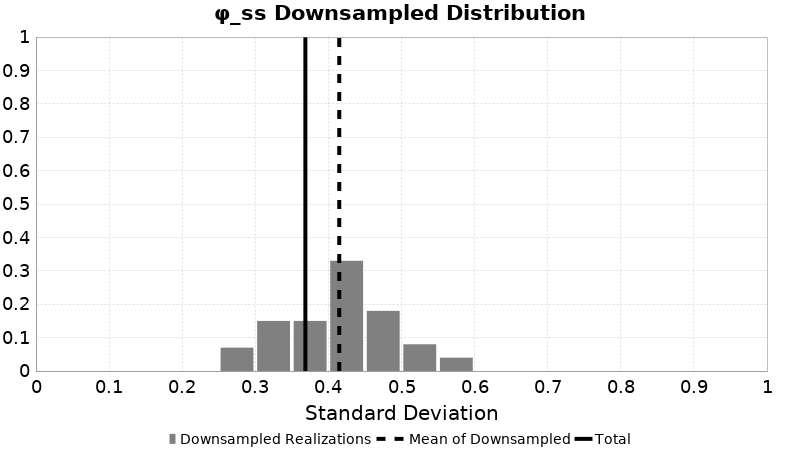 φ_ss Downsampled Distribution
1
0.9
0.8
0.7
0.6
0.5
0.4
0.3
0.2
0.1
0
0 0.1 0.2 0.3 0.4 0.5 0.6 0.7 0.8 0.9 1
Standard Deviation
Downsampled Realizations Mean of Downsampled Total